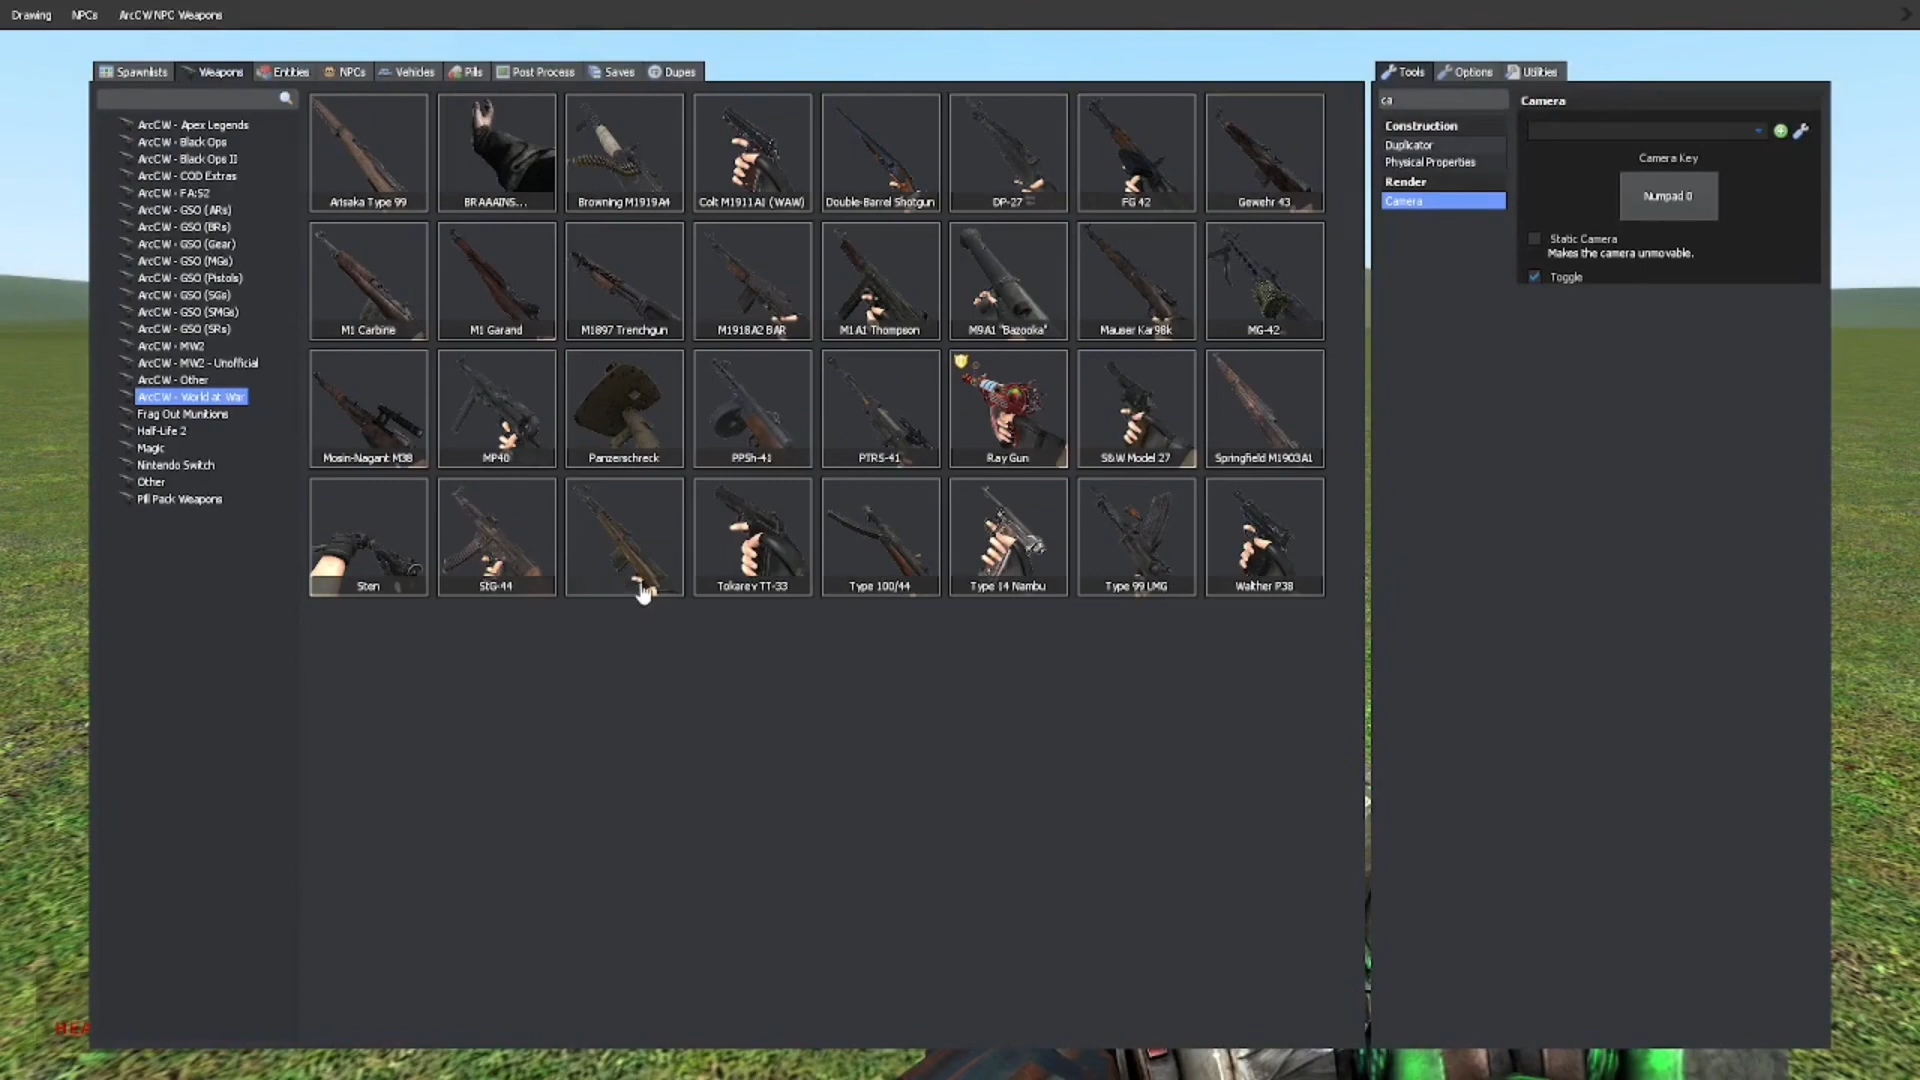 Drawing NPCs ArcCW NPC Weapons
Spawnlists Weapons Entities NPCs Vehicles Pills Post Process Saves Dupes
Tools Options Utilities
ArcCW - Apex Legends
ArcCW - Black Ops
ArcCW - Black Ops II
ArcCW - COD Extras
ArcCW - FA:S2
ArcCW - GSO (ARs)
ArcCW - GSO (BRs)
ArcCW - GSO (Gear)
ArcCW - GSO (MGs)
ArcCW - GSO (Pistols)
ArcCW - GSO (SGs)
ArcCW - GSO (SMGs)
ArcCW - GSO (SRs)
ArcCW - MW2
ArcCW - MW2 - Unofficial
ArcCW - Other
ArcCW - World at War
Frag Out Munitions
Half-Life 2
Magic
Nintendo Switch
Other
Pill Pack Weapons
Arisaka Type 99 BRAAAINS... Browning M1919A4 Colt M1911A1 (WAW) Double-Barrel Shotgun DP-27 FG 42 Gewehr 43
M1 Carbine M1 Garand M1897 Trenchgun M1918A2 BAR M1A1 Thompson M9A1 "Bazooka" Mauser Kar98k MG-42
Mosin-Nagant M38 MP40 Panzerschreck PPSh-41 PTRS-41 Ray Gun S&W Model 27 Springfield M1903A1
Sten StG-44 Tokarev TT-33 Type 100/44 Type 14 Nambu Type 99 LMG Walther P38
ca
Construction
Duplicator
Physical Properties
Render
Camera
Camera
Camera Key
Numpad 0
Static Camera
Makes the camera unmovable.
Toggle
HEA